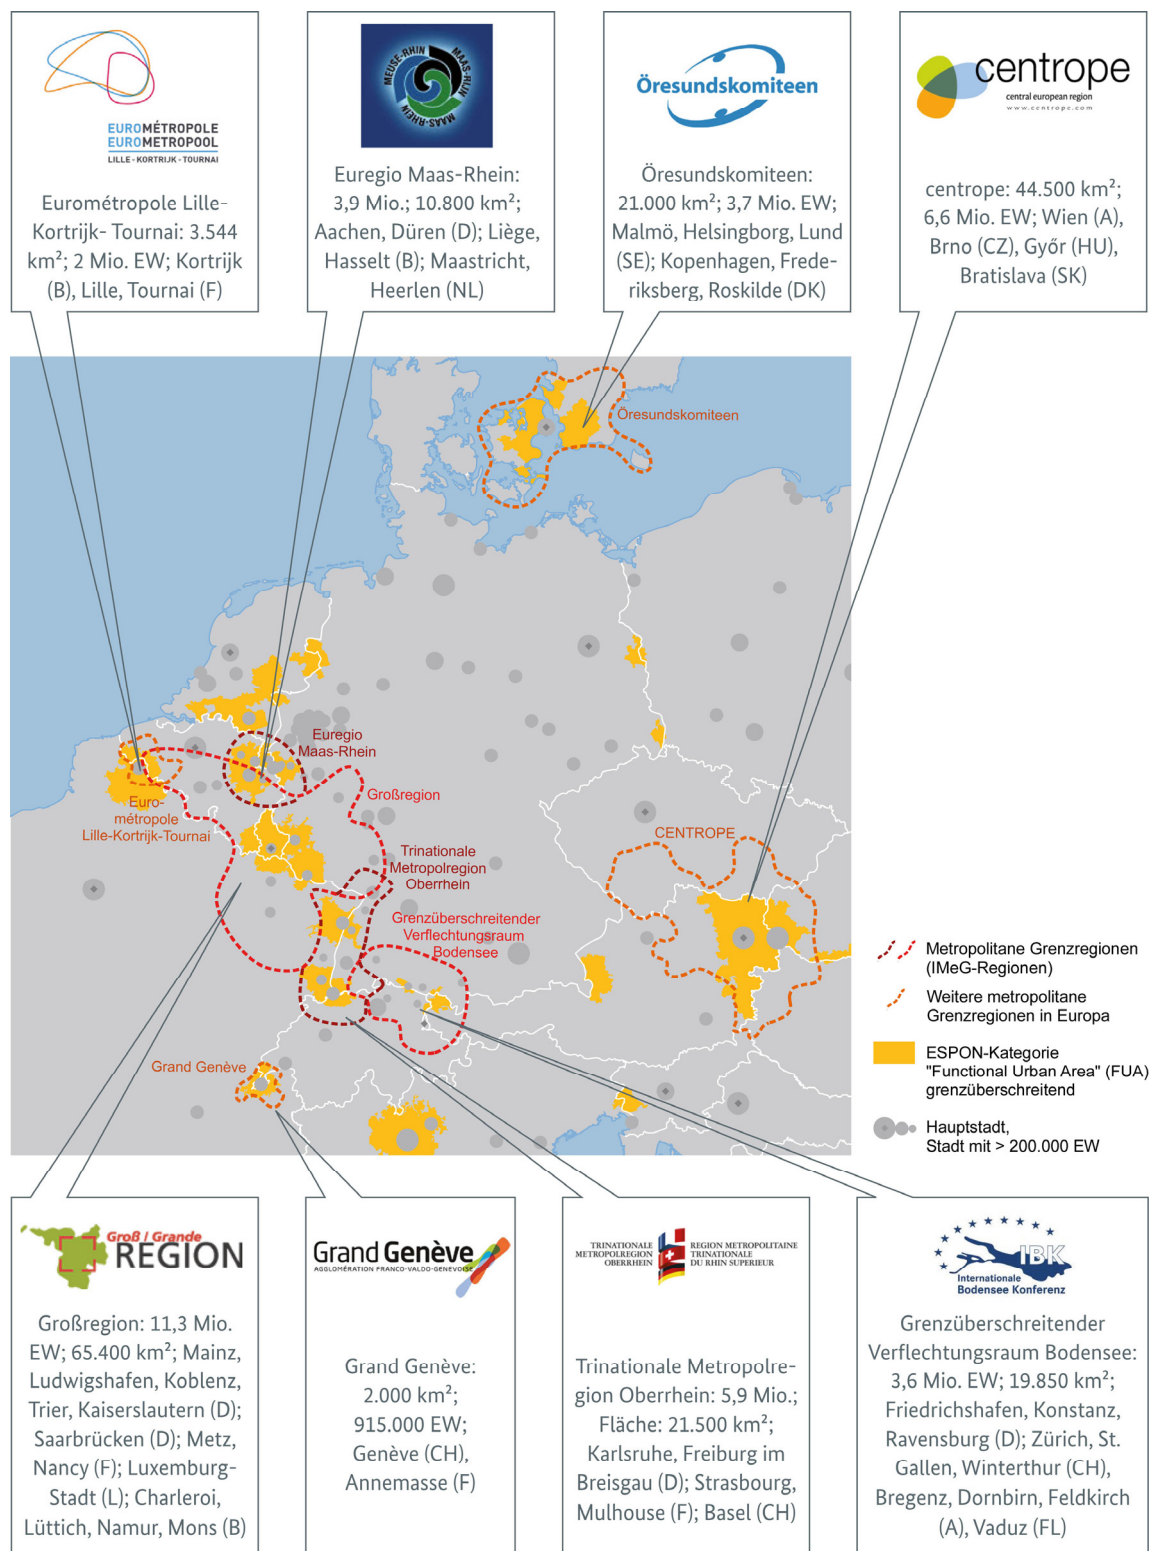 EUROMÉTROPOLE
EUROMETROPOOL
LILLE-KORTRIJK-TOURNAI
Eurométropole Lille-
Kortrijk- Tournai: 3.544
km²; 2 Mio. EW; Kortrijk
(B), Lille, Tournai (F)
MEUSE-RHIN
MAAS-RIJN
MAAS-RHEIN
Euregio Maas-Rhein:
3,9 Mio.; 10.800 km²;
Aachen, Düren (D); Liège,
Hasselt (B); Maastricht,
Heerlen (NL)
Öresundskomiteen
Öresundskomiteen:
21.000 km²; 3,7 Mio. EW;
Malmö, Helsingborg, Lund
(SE); Kopenhagen, Frede-
riksberg, Roskilde (DK)
centrope
central european region
www.centrope.com
centrope: 44.500 km²;
6,6 Mio. EW; Wien (A),
Brno (CZ), Győr (HU),
Bratislava (SK)
Öresundskomiteen
Euregio
Maas-Rhein
Großregion
Euro-
métropole
Lille-Kortrijk-Tournai
CENTROPE
Trinationale
Metropolregion
Oberrhein
Grenzüberschreitender
Verflechtungsraum
Bodensee
Grand Genève
Metropolitane Grenzregionen
(IMeG-Regionen)
Weitere metropolitane
Grenzregionen in Europa
ESPON-Kategorie
"Functional Urban Area" (FUA)
grenzüberschreitend
Hauptstadt,
Stadt mit > 200.000 EW
Groß / Grande
REGION
Großregion: 11,3 Mio.
EW; 65.400 km²; Mainz,
Ludwigshafen, Koblenz,
Trier, Kaiserslautern (D);
Saarbrücken (D); Metz,
Nancy (F); Luxemburg-
Stadt (L); Charleroi,
Lüttich, Namur, Mons (B)
Grand Genève
AGGLOMÉRATION FRANCO-VALDO-GENEVOISE
Grand Genève:
2.000 km²;
915.000 EW;
Genève (CH),
Annemasse (F)
TRINATIONALE
METROPOLREGION
OBERRHEIN
REGION METROPOLITAINE
TRINATIONALE
DU RHIN SUPERIEUR
Trinationale Metropolre-
gion Oberrhein: 5,9 Mio.;
Fläche: 21.500 km²;
Karlsruhe, Freiburg im
Breisgau (D); Strasbourg,
Mulhouse (F); Basel (CH)
IBK
Internationale
Bodensee Konferenz
Grenzüberschreitender
Verflechtungsraum Bodensee:
3,6 Mio. EW; 19.850 km²;
Friedrichshafen, Konstanz,
Ravensburg (D); Zürich, St.
Gallen, Winterthur (CH),
Bregenz, Dornbirn, Feldkirch
(A), Vaduz (FL)